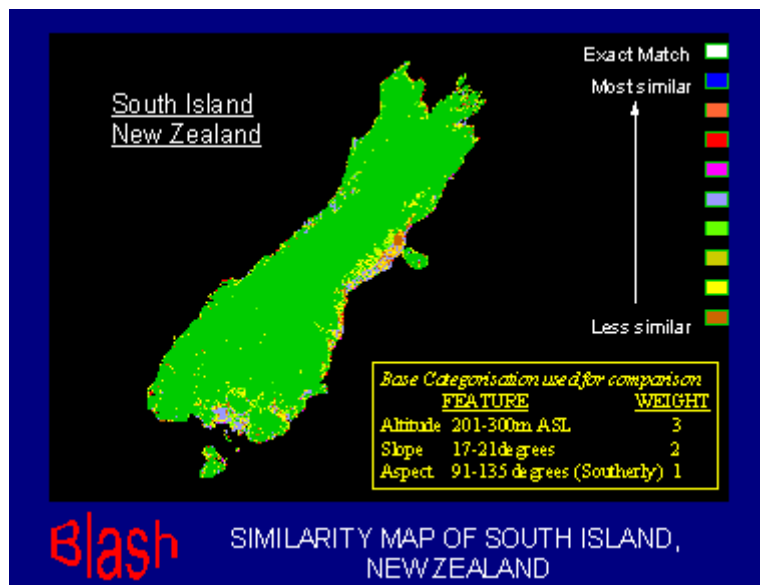 South Island
New Zealand
Exact Match
Most similar
Less similar
Base Categorisation used for comparison
FEATURE WEIGHT
Altitude 201-300m ASL 3
Slope 17-21degrees 2
Aspect 91-135 degrees (Southerly) 1
Blash
SIMILARITY MAP OF SOUTH ISLAND,
NEW ZEALAND